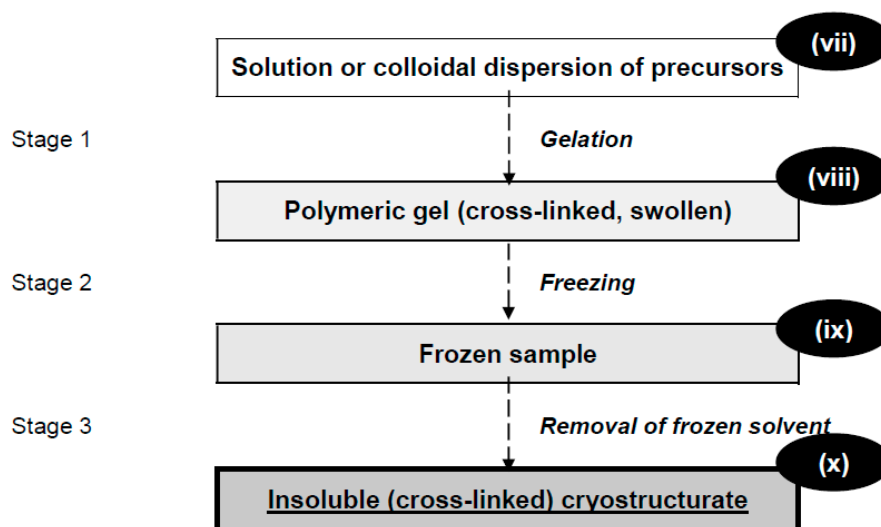 (vii)
Solution or colloidal dispersion of precursors
Stage 1
Gelation
(viii)
Polymeric gel (cross-linked, swollen)
Stage 2
Freezing
(ix)
Frozen sample
Stage 3
Removal of frozen solvent
(x)
Insoluble (cross-linked) cryostructurate